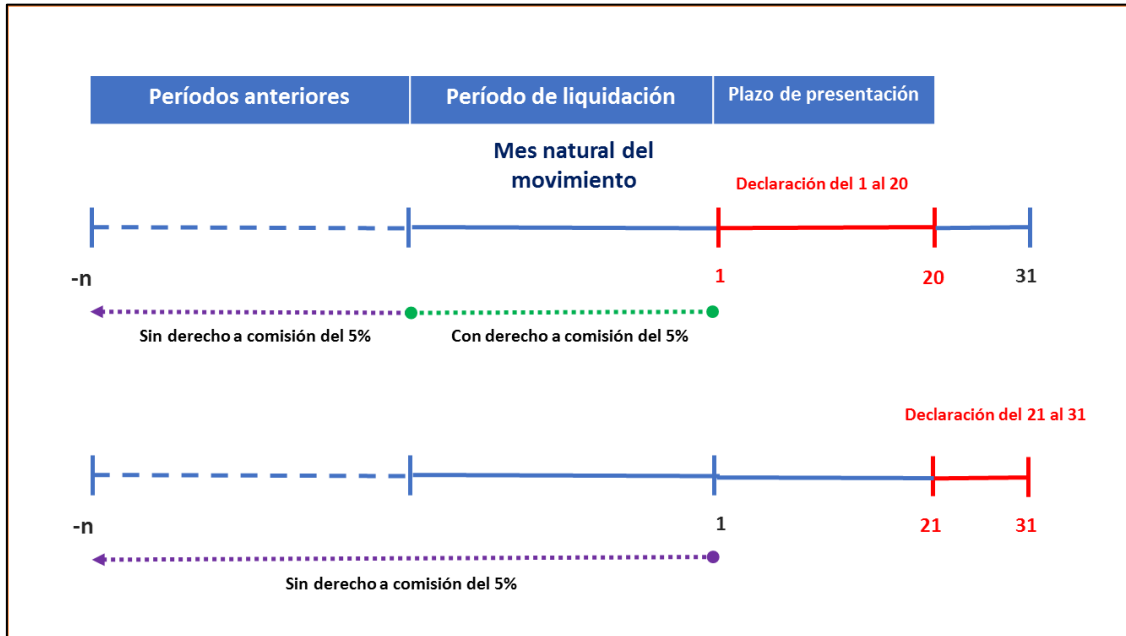 Períodos anteriores
Período de liquidación
Plazo de presentación
Mes natural del
movimiento
Declaración del 1 al 20
-n
1
20
31
Sin derecho a comisión del 5%
Con derecho a comisión del 5%
Declaración del 21 al 31
-n
1
21
31
Sin derecho a comisión del 5%